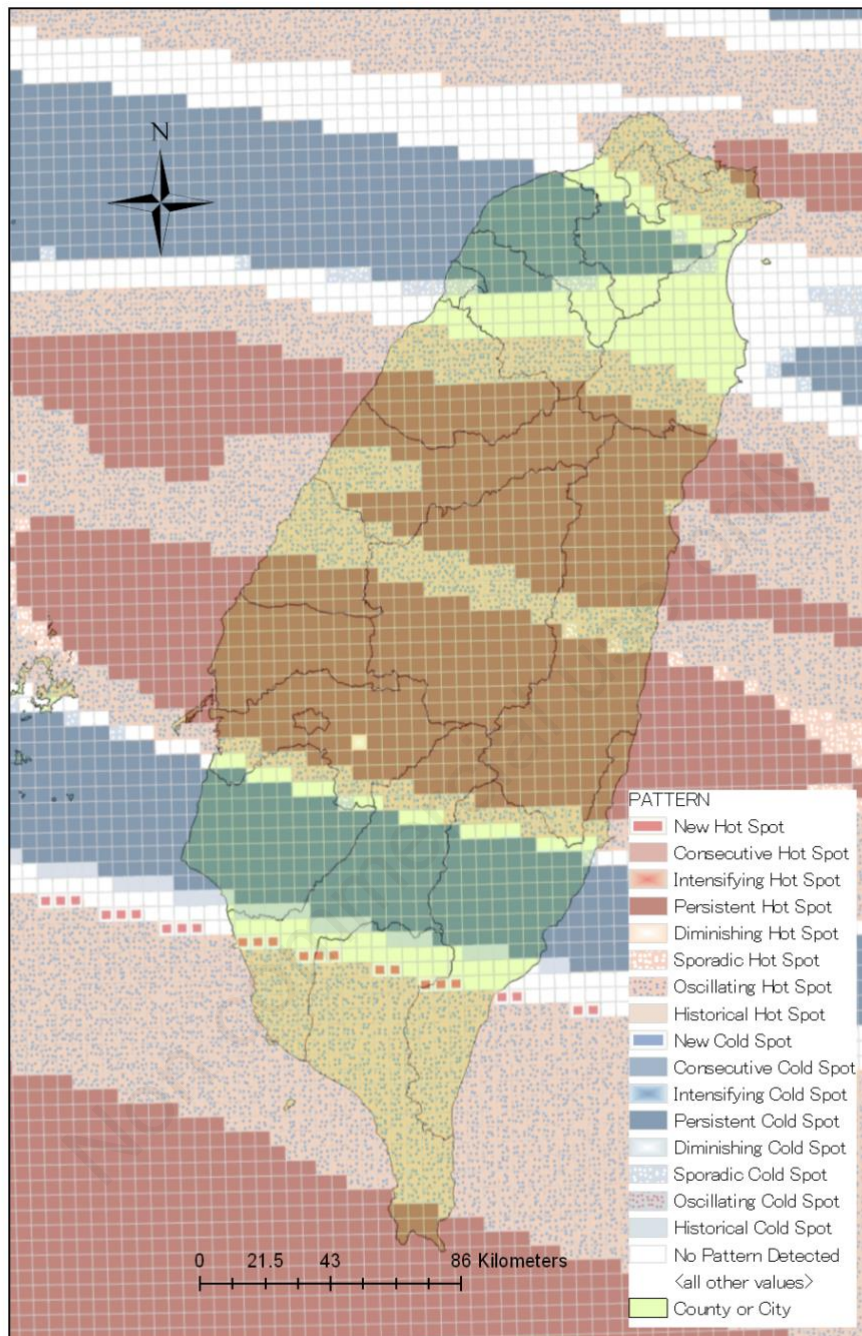 N
PATTERN
New Hot Spot
Consecutive Hot Spot
Intensifying Hot Spot
Persistent Hot Spot
Diminishing Hot Spot
Sporadic Hot Spot
Oscillating Hot Spot
Historical Hot Spot
New Cold Spot
Consecutive Cold Spot
Intensifying Cold Spot
Persistent Cold Spot
Diminishing Cold Spot
Sporadic Cold Spot
Oscillating Cold Spot
Historical Cold Spot
No Pattern Detected
<all other values>
County or City
0 21.5 43 86 Kilometers